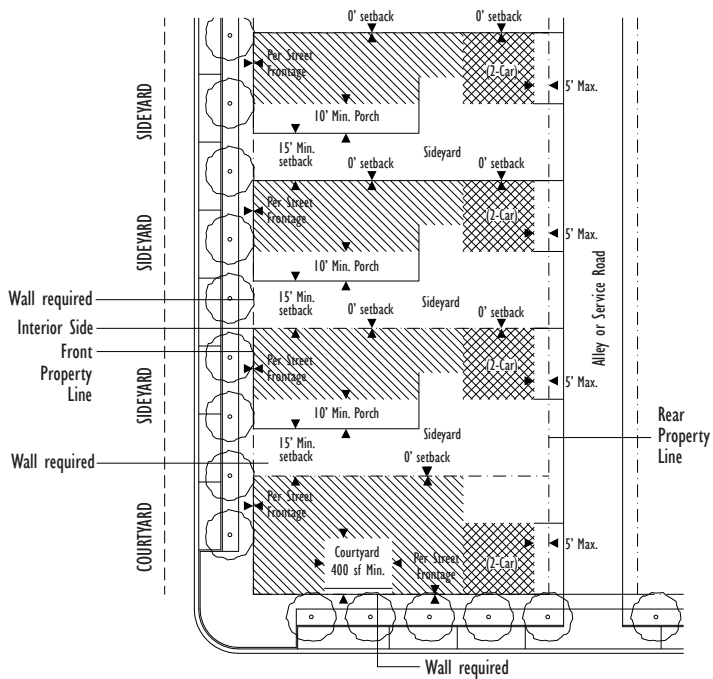 0' setback
0' setback
Per Street
Frontage
(2-Car)
5' Max.
SIDEYARD
10' Min. Porch
15' Min.
setback
Sideyard
0' setback
0' setback
Per Street
Frontage
(2-Car)
5' Max.
SIDEYARD
10' Min. Porch
Wall required
15' Min.
setback
Sideyard
0' setback
0' setback
Interior Side
Front
Property
Line
Per Street
Frontage
(2-Car)
5' Max.
Alley or Service Road
SIDEYARD
10' Min. Porch
15' Min.
setback
Sideyard
0' setback
Rear
Property
Line
Wall required
Per Street
Frontage
COURTYARD
Courtyard
400 sf Min.
Per Street
Frontage
(2-Car)
5' Max.
Wall required